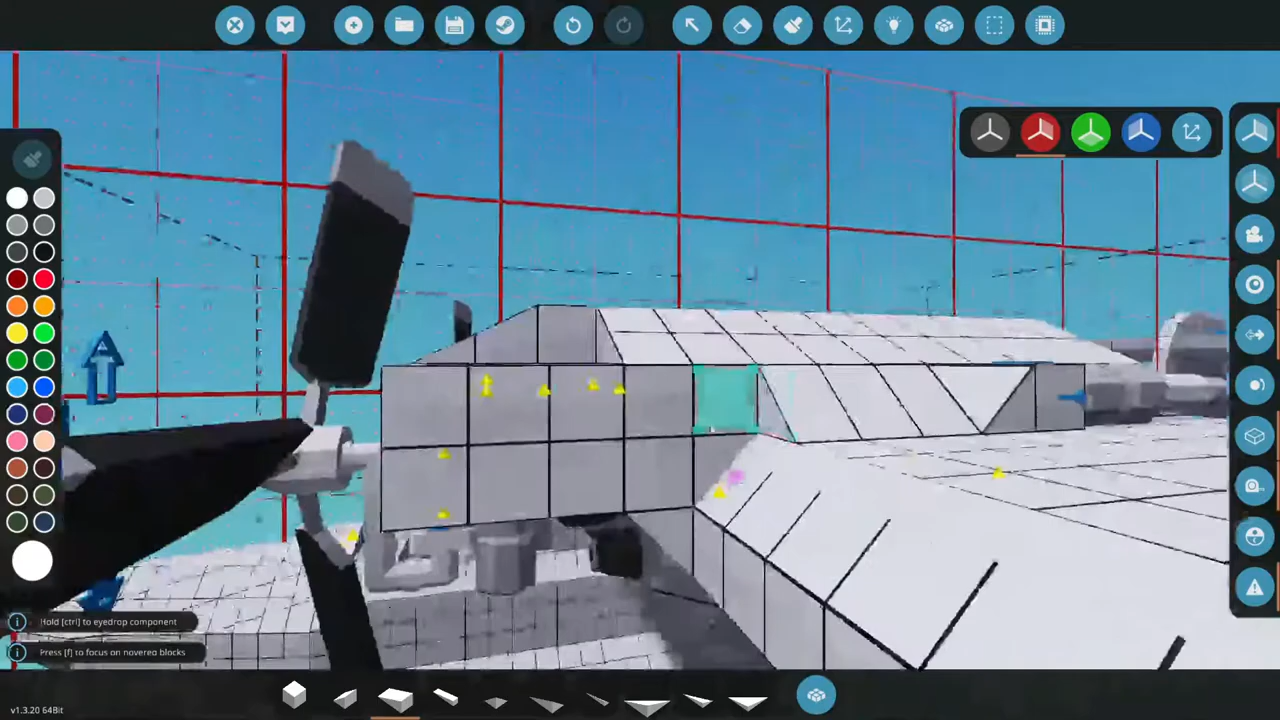 Hold [ctrl] to eyedrop component
Press [f] to focus on hovered blocks
v1.3.20 64Bit